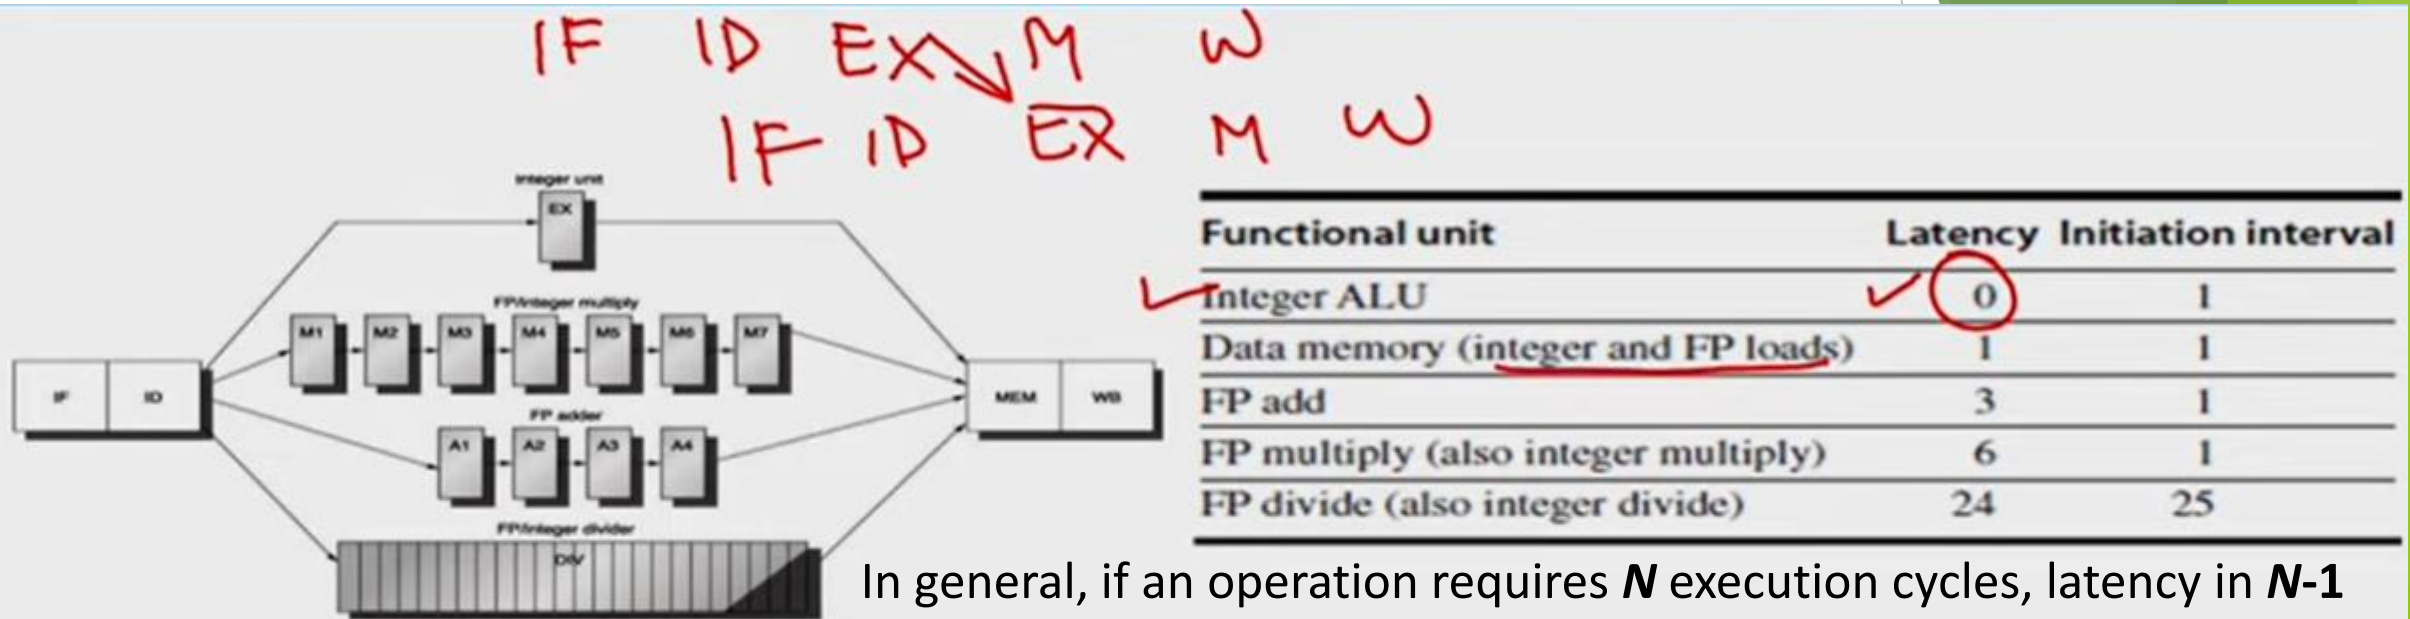 IF ID EX M W
IF ID EX M W
Integer unit
EX
FP/integer multiply
M1 M2 M3 M4 M5 M6 M7
IF ID
MEM WB
FP adder
A1 A2 A3 A4
FP/integer divider
DIV
Functional unit Latency Initiation interval
Integer ALU 0 1
Data memory (integer and FP loads) 1 1
FP add 3 1
FP multiply (also integer multiply) 6 1
FP divide (also integer divide) 24 25
In general, if an operation requires N execution cycles, latency in N-1